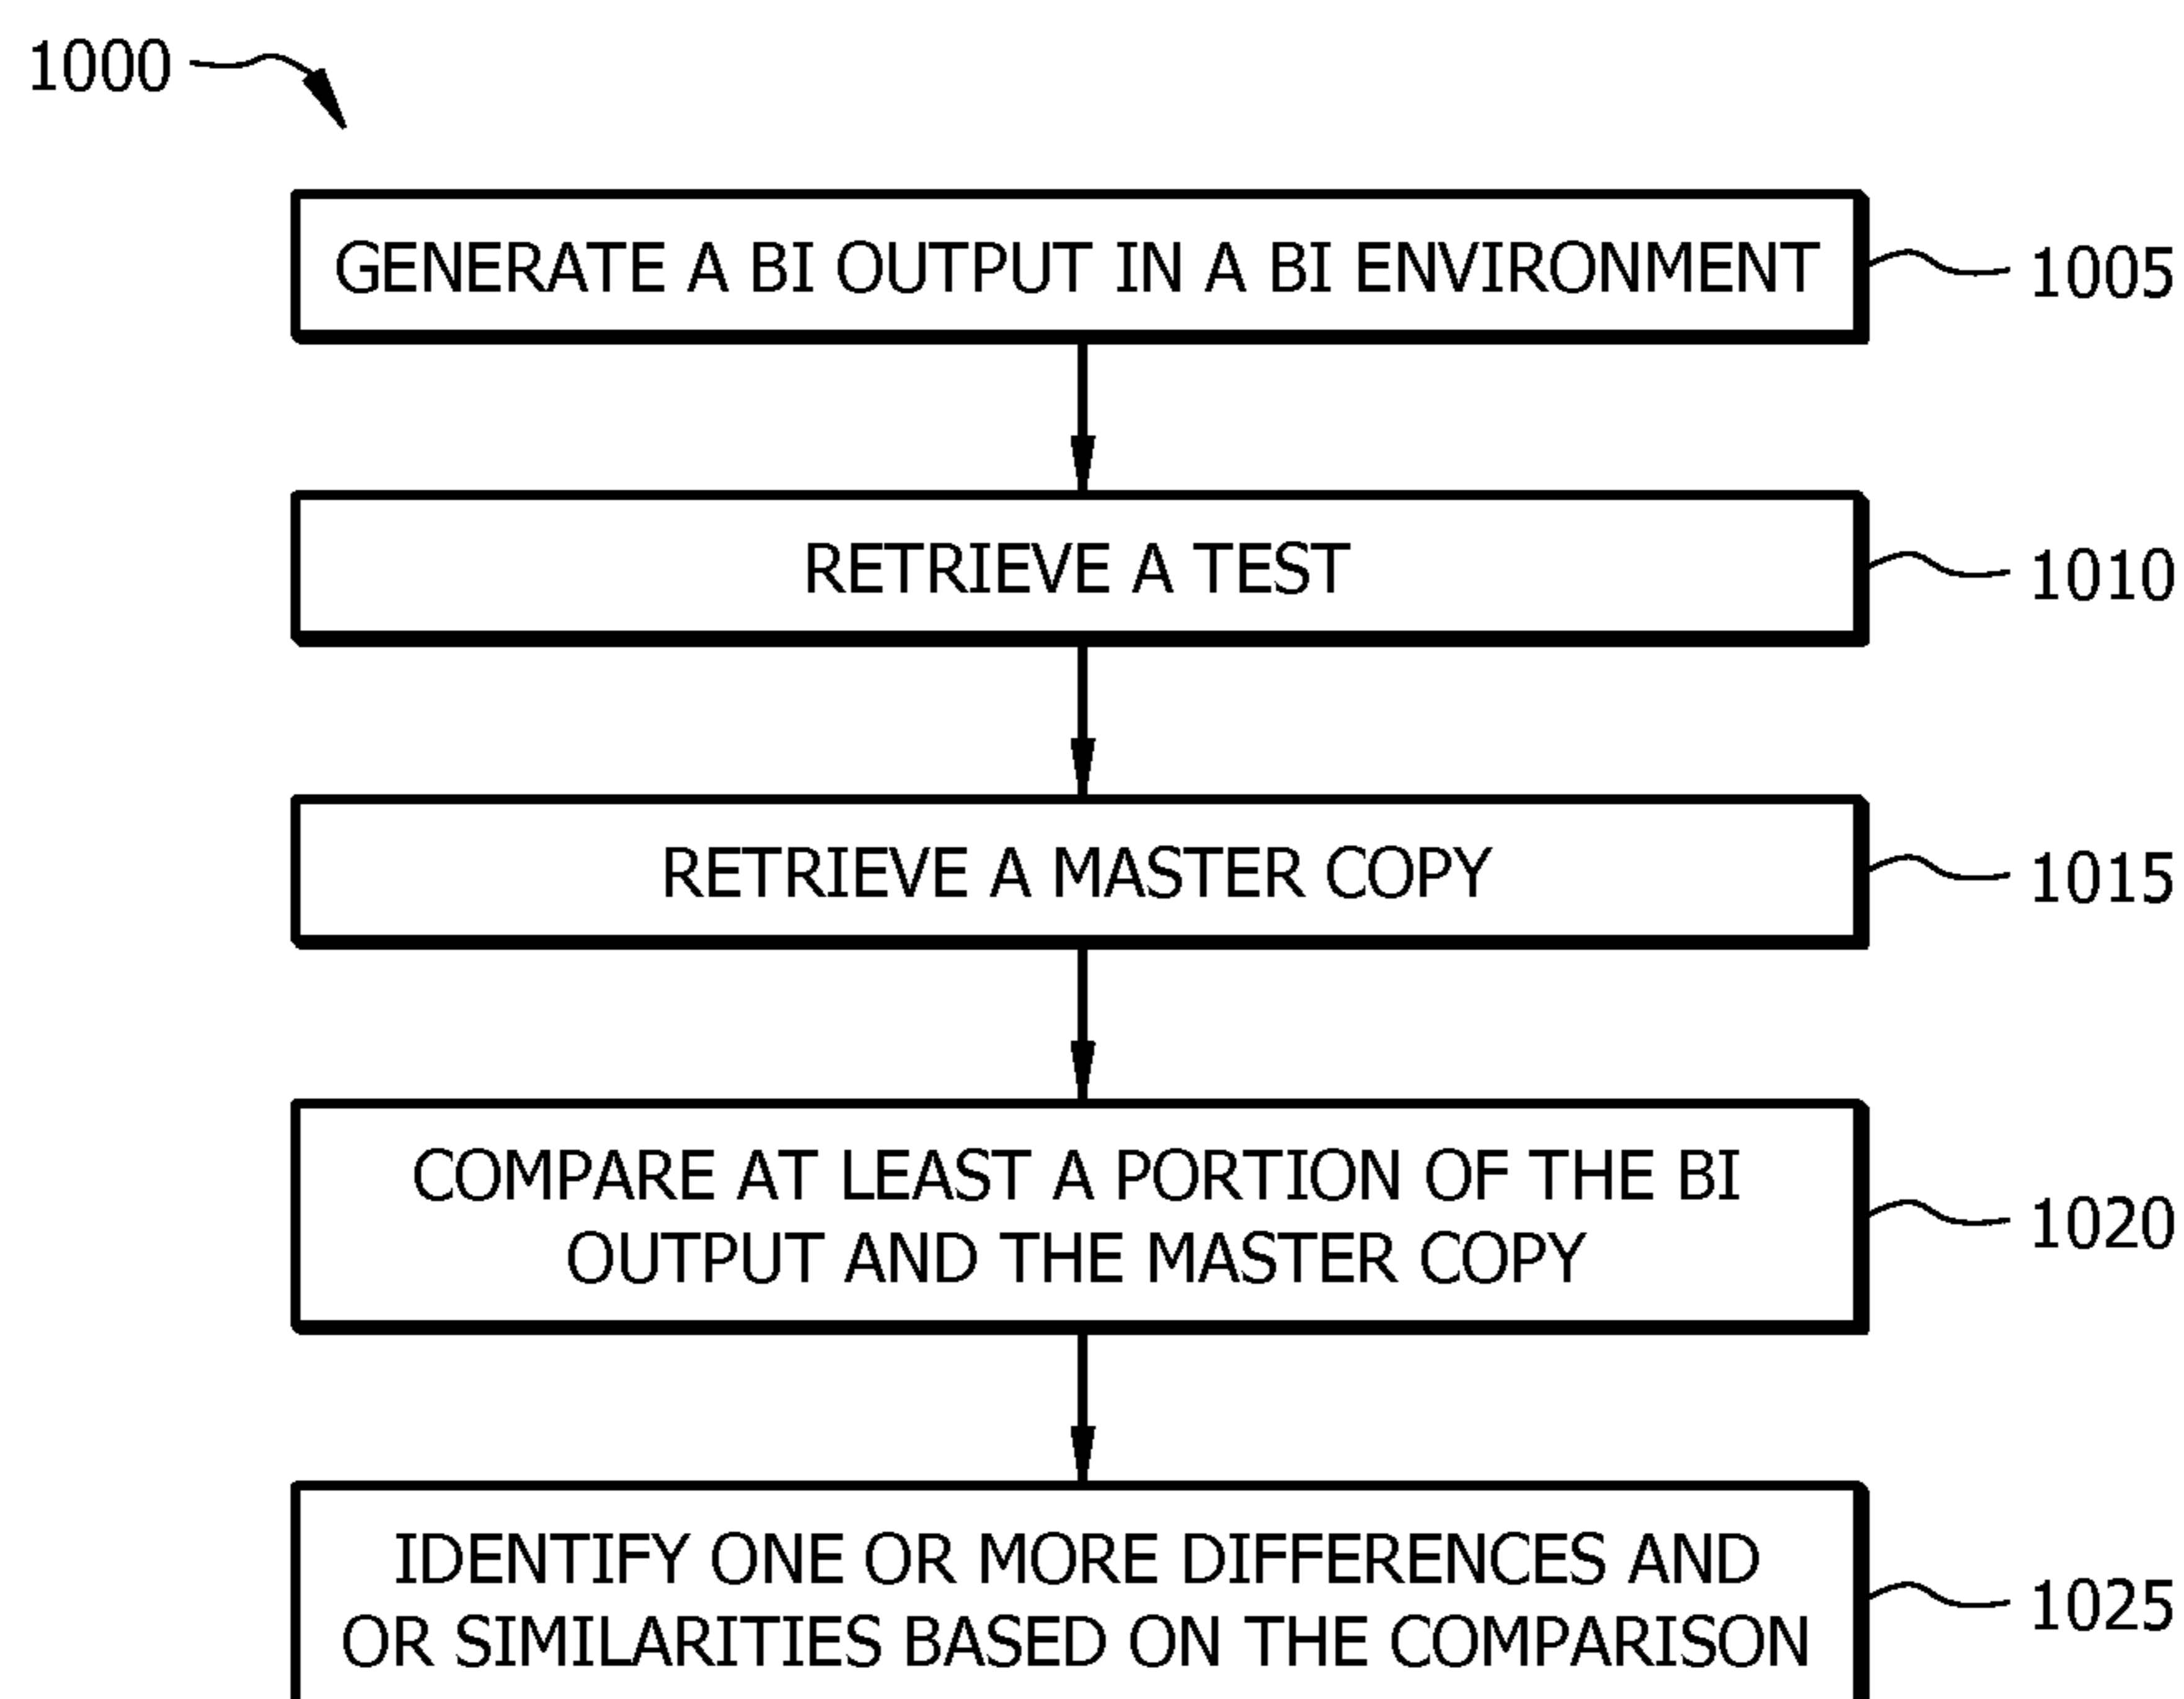 1000
GENERATE A BI OUTPUT IN A BI ENVIRONMENT
1005
RETRIEVE A TEST
1010
RETRIEVE A MASTER COPY
1015
COMPARE AT LEAST A PORTION OF THE BI
OUTPUT AND THE MASTER COPY
1020
IDENTIFY ONE OR MORE DIFFERENCES AND
OR SIMILARITIES BASED ON THE COMPARISON
1025